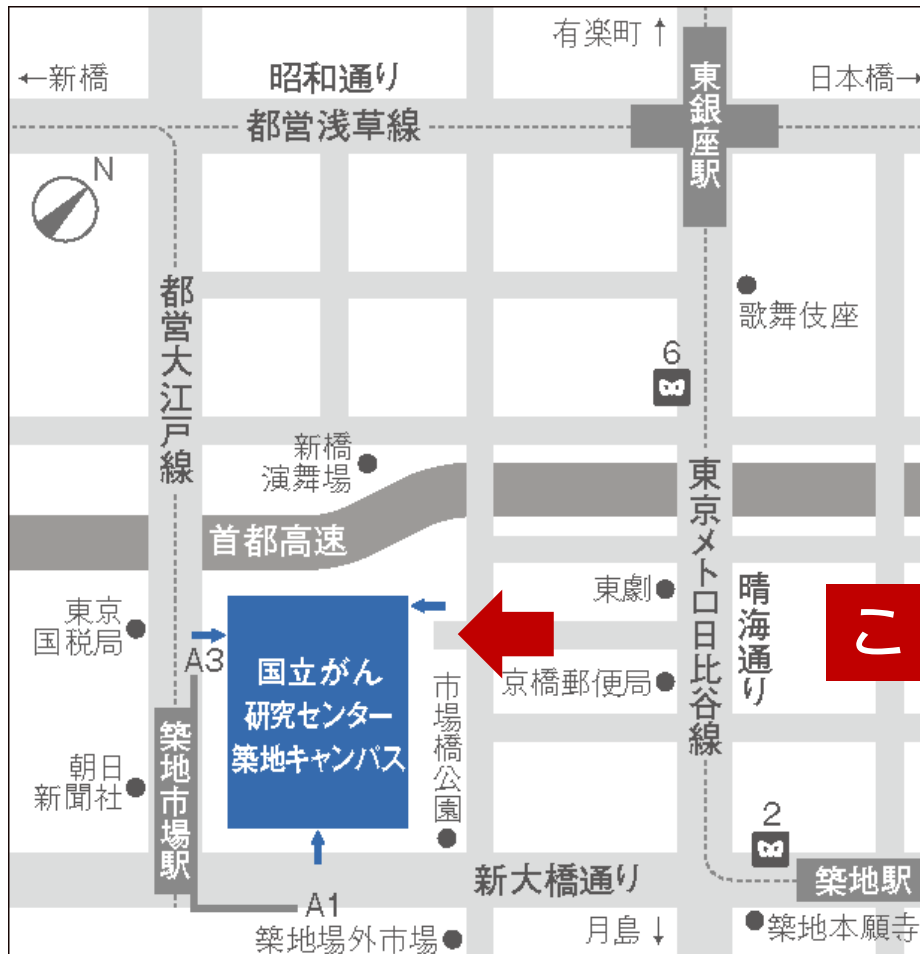 有楽町↑
←新橋
昭和通り
日本橋→
都営浅草線
東銀座駅
N
都営大江戸線
歌舞伎座
6
新橋
演舞場
首都高速
東京メトロ日比谷線
東劇
晴海通り
こ
東京
国税局
A3
国立がん
研究センター
築地キャンパス
市場橋公園
京橋郵便局
築地市場駅
朝日
新聞社
2
新大橋通り
築地駅
A1
築地場外市場
月島↓
築地本願寺